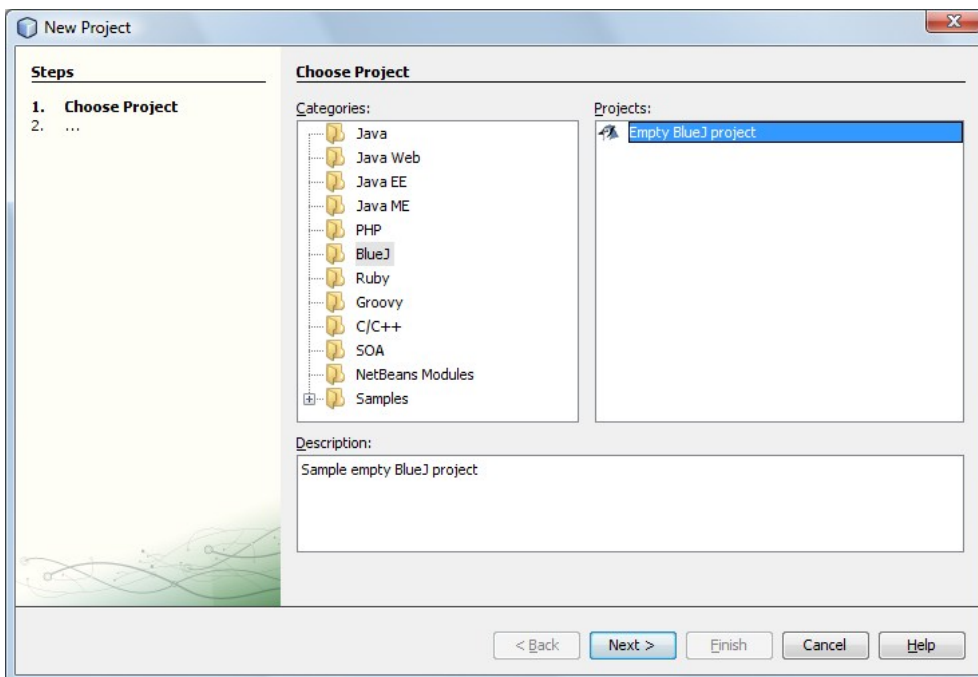 New Project
Steps
1. Choose Project
2. ...
Choose Project
Categories:
Java
Java Web
Java EE
Java ME
PHP
BlueJ
Ruby
Groovy
C/C++
SOA
NetBeans Modules
Samples
Projects:
Empty BlueJ project
Description:
Sample empty BlueJ project
< Back
Next >
Finish
Cancel
Help